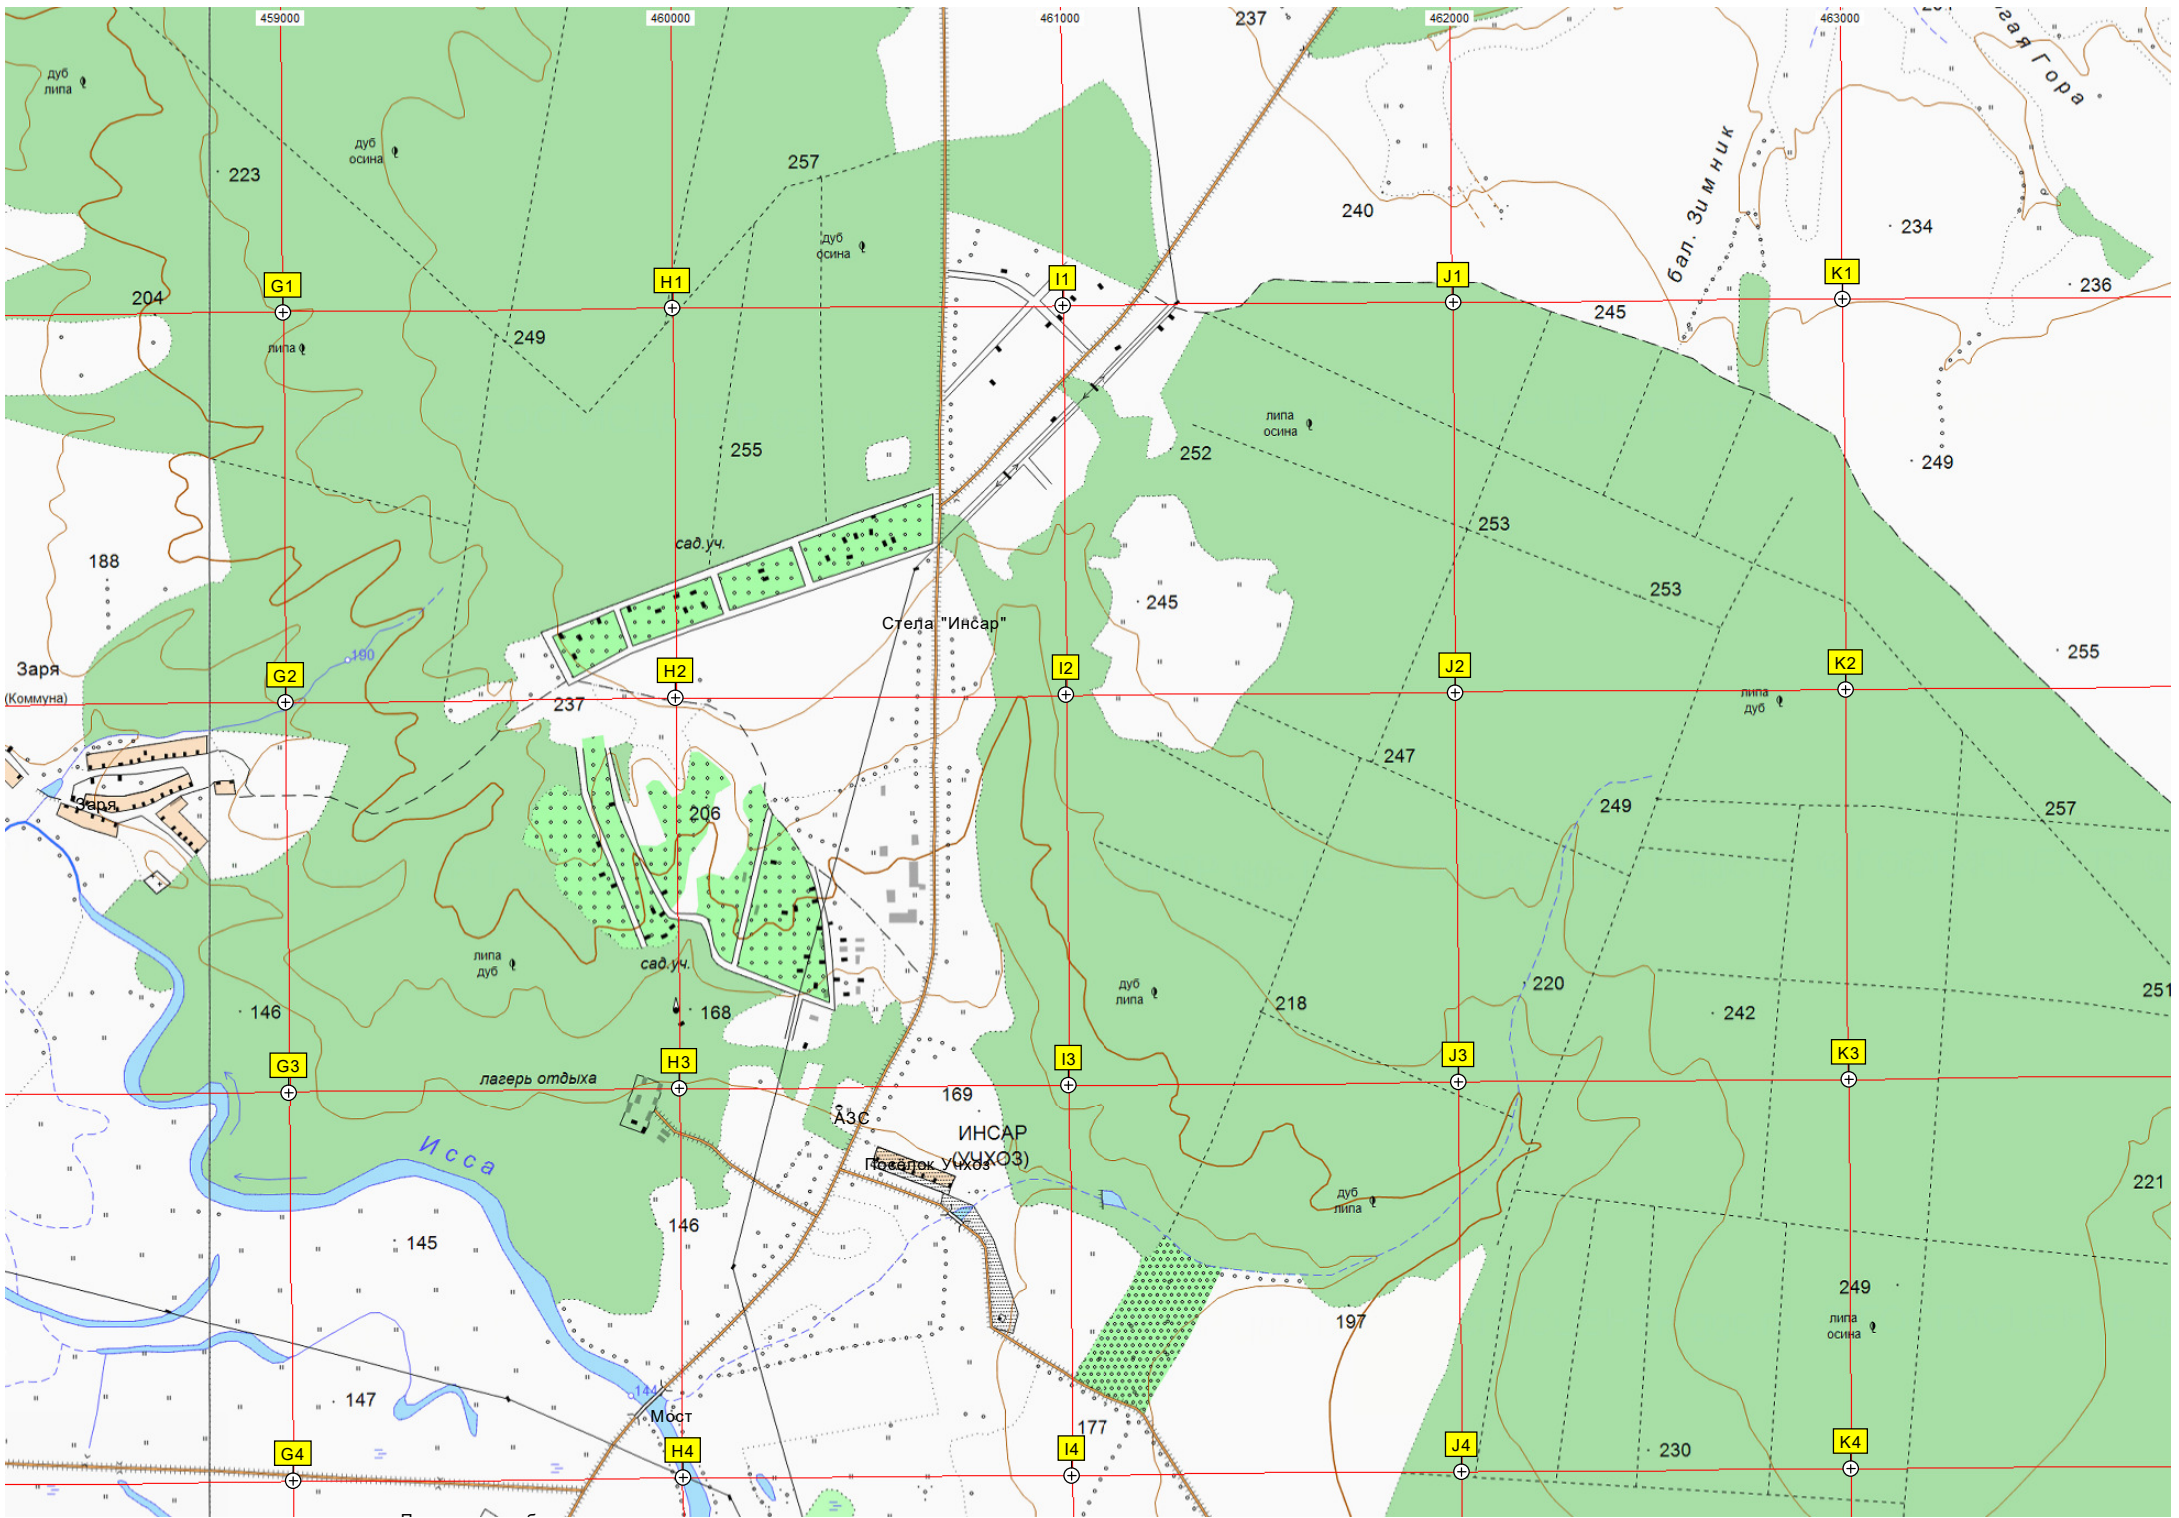 459000
460000
461000
462000
463000
237
гая Гора
дуб
липа
дуб
осина
257
223
бал. Зимник
240
234
дуб
осина
G1
H1
I1
J1
K1
204
236
245
249
липа
липа
осина
255
252
249
253
сад.уч.
188
253
245
Стела "Инсар"
255
190
Заря
(Коммуна)
G2
H2
I2
J2
K2
237
липа
дуб
247
Заря
206
249
257
липа
дуб
сад.уч.
дуб
липа
220
251
146
168
218
242
G3
H3
I3
J3
K3
лагерь отдыха
169
АЗС
ИНСАР
(УЧХОЗ)
Посёлок Учхоз
Исса
221
дуб
липа
146
145
249
197
липа
осина
144
147
Мост
177
G4
H4
I4
J4
K4
230